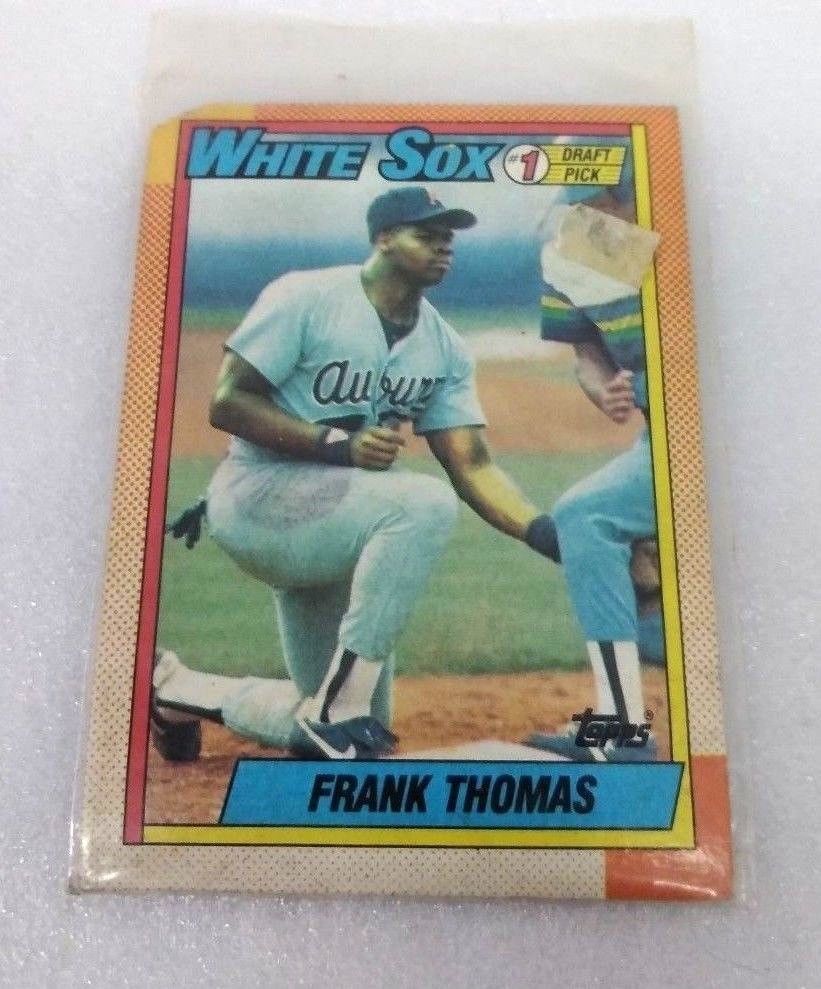 WHITE SOX #1 DRAFT PICK
Auburn
topps®
FRANK THOMAS